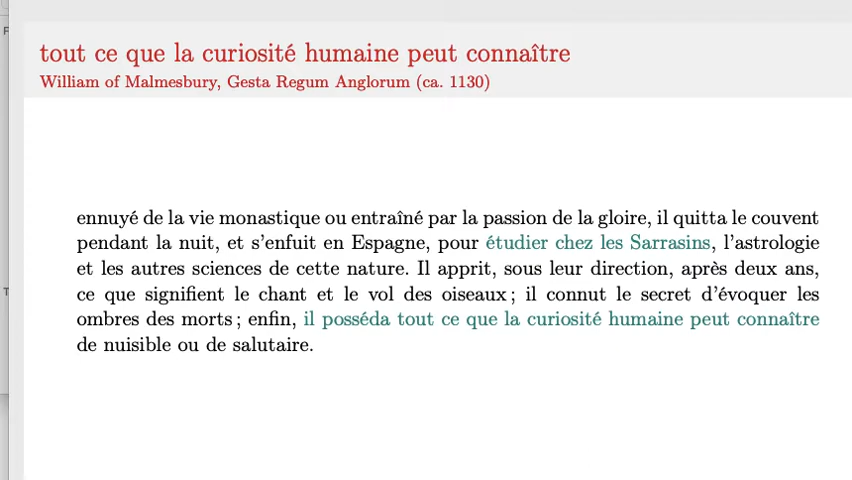 tout ce que la curiosité humaine peut connaître
William of Malmesbury, Gesta Regum Anglorum (ca. 1130)
ennuyé de la vie monastique ou entraîné par la passion de la gloire, il quitta le couvent
pendant la nuit, et s'enfuit en Espagne, pour étudier chez les Sarrasins, l'astrologie
et les autres sciences de cette nature. Il apprit, sous leur direction, après deux ans,
ce que signifient le chant et le vol des oiseaux ; il connut le secret d'évoquer les
ombres des morts ; enfin, il posséda tout ce que la curiosité humaine peut connaître
de nuisible ou de salutaire.